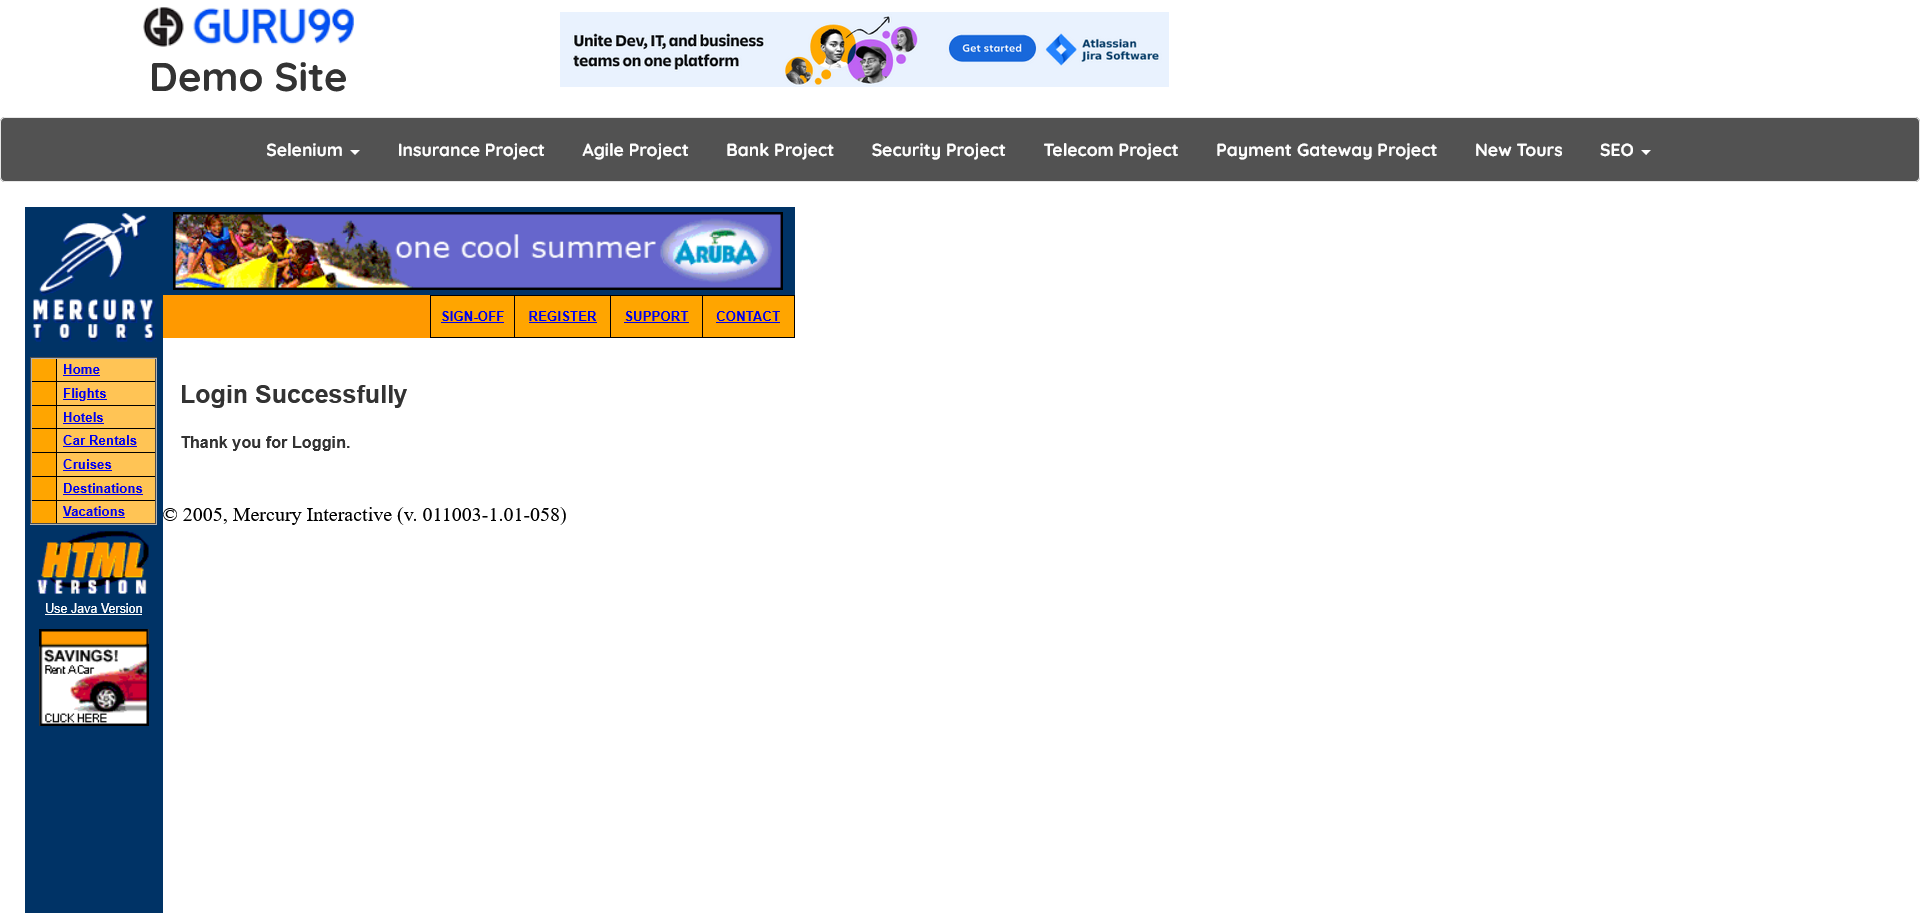 GURU99
Demo Site
Unite Dev, IT, and business
teams on one platform
Get started
Atlassian
Jira Software
Selenium
Insurance Project
Agile Project
Bank Project
Security Project
Telecom Project
Payment Gateway Project
New Tours
SEO
one cool summer
ARUBA
MERCURY
TOURS
SIGN-OFF
REGISTER
SUPPORT
CONTACT
Home
Flights
Hotels
Car Rentals
Cruises
Destinations
Vacations
Login Successfully
Thank you for Loggin.
© 2005, Mercury Interactive (v. 011003-1.01-058)
HTML
VERSION
Use Java Version
SAVINGS!
Rent A Car
CLICK HERE